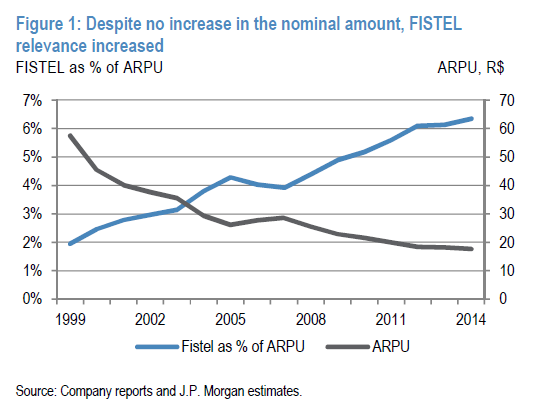 Figure 1: Despite no increase in the nominal amount, FISTEL
relevance increased
FISTEL as % of ARPU ARPU, R$
7% 70
6% 60
5% 50
4% 40
3% 30
2% 20
1% 10
0% 0
1999 2002 2005 2008 2011 2014
Fistel as % of ARPU ARPU
Source: Company reports and J.P. Morgan estimates.